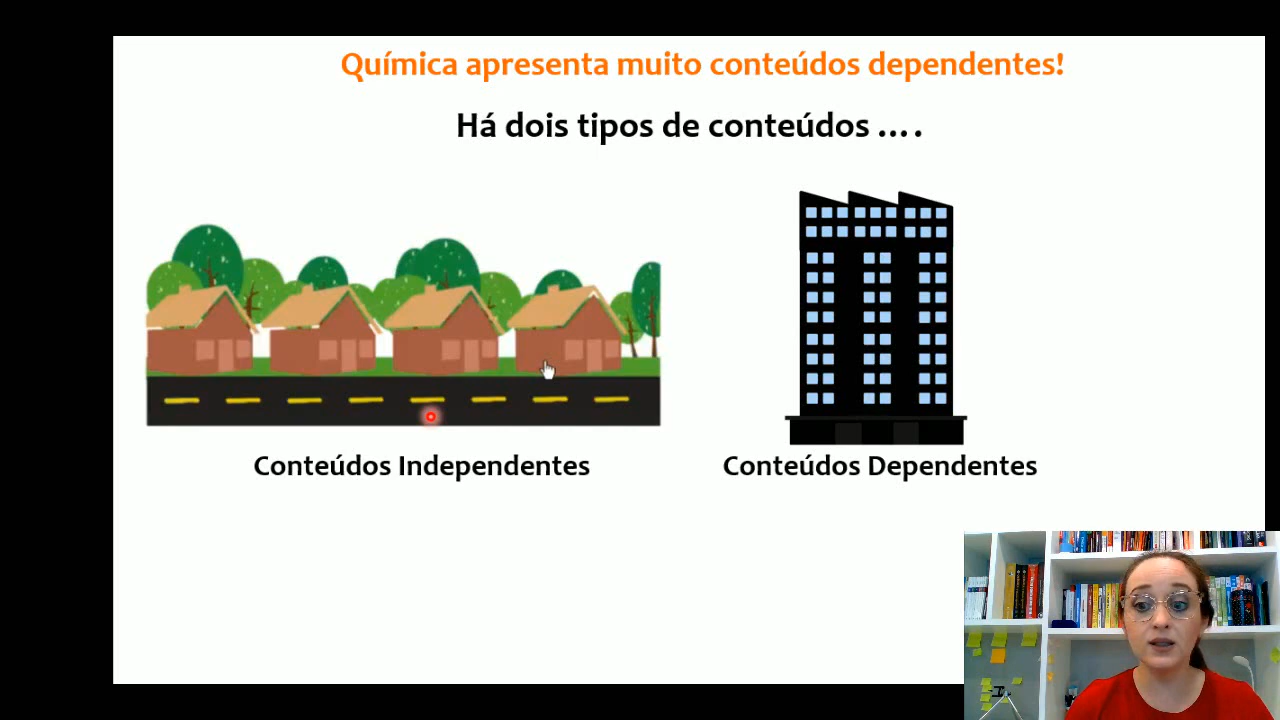 Química apresenta muito conteúdos dependentes!
Há dois tipos de conteúdos ....
Conteúdos Independentes
Conteúdos Dependentes